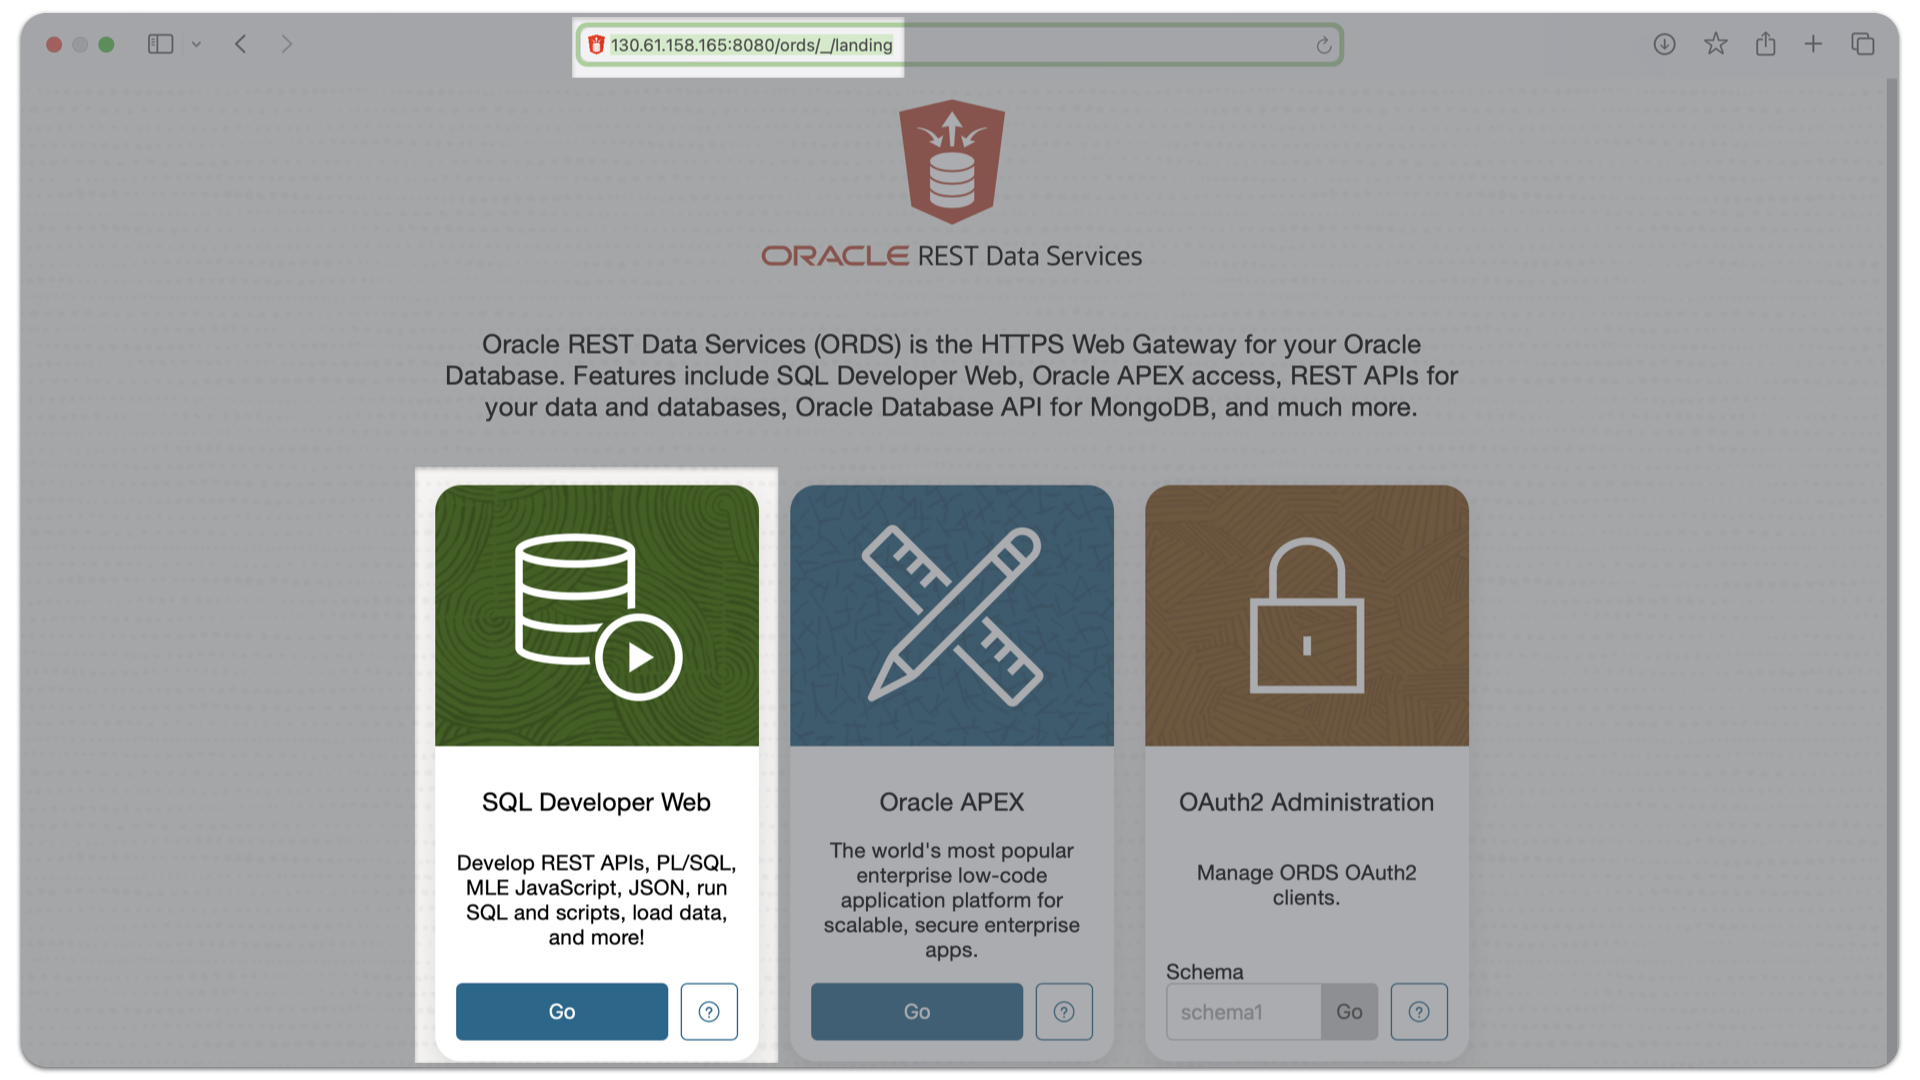 130.61.158.165:8080/ords/_/landing
ORACLE REST Data Services
Oracle REST Data Services (ORDS) is the HTTPS Web Gateway for your Oracle
Database. Features include SQL Developer Web, Oracle APEX access, REST APIs for
your data and databases, Oracle Database API for MongoDB, and much more.
SQL Developer Web
Develop REST APIs, PL/SQL,
MLE JavaScript, JSON, run
SQL and scripts, load data,
and more!
Go
?
Oracle APEX
The world's most popular
enterprise low-code
application platform for
scalable, secure enterprise
apps.
Go
?
OAuth2 Administration
Manage ORDS OAuth2
clients.
Schema
schema1
Go
?